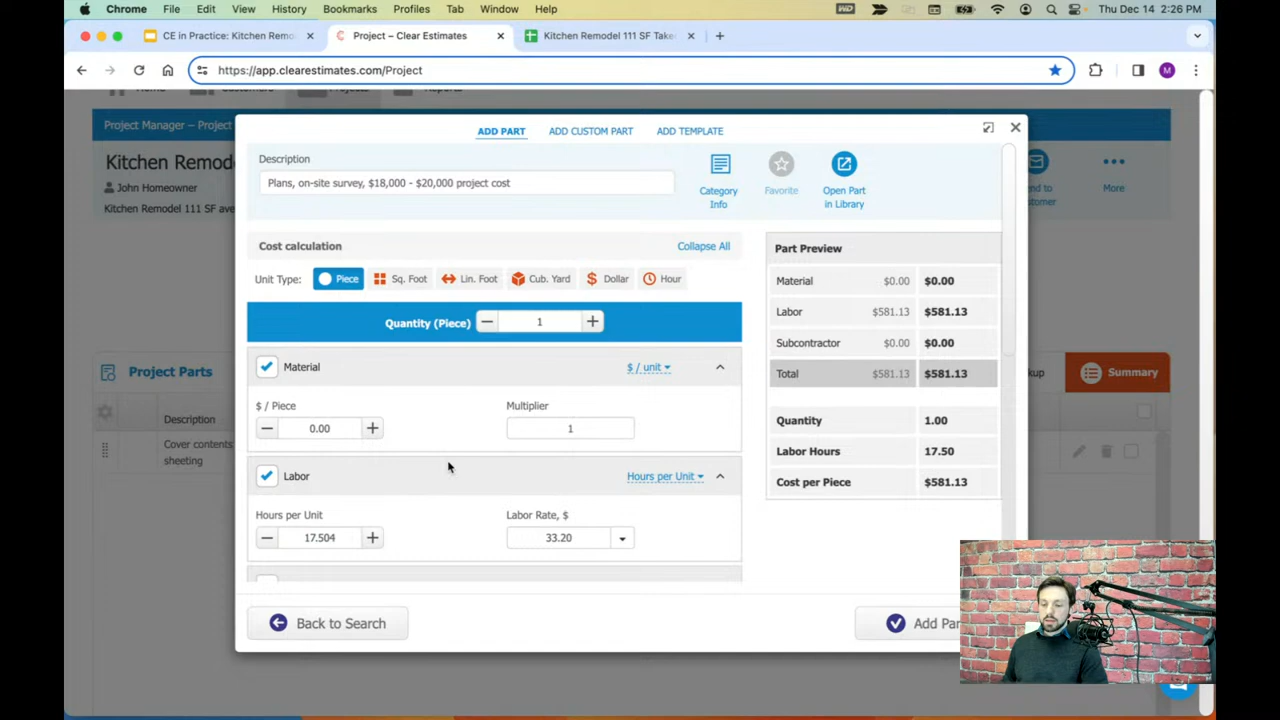 Chrome File Edit View History Bookmarks Profiles Tab Window Help Thu Dec 14 2:26 PM
CE in Practice: Kitchen Remo Project – Clear Estimates Kitchen Remodel 111 SF Take
https://app.clearestimates.com/Project M
Project Manager – Project
Kitchen Remod
John Homeowner
Kitchen Remodel 111 SF ave
More
ADD PART ADD CUSTOM PART ADD TEMPLATE
Description
Plans, on-site survey, $18,000 - $20,000 project cost
Category Info
Favorite
Open Part in Library
Cost calculation Collapse All
Unit Type: Piece Sq. Foot Lin. Foot Cub. Yard Dollar Hour
Quantity (Piece) 1
Material $ / unit
$ / Piece Multiplier
0.00 1
Labor Hours per Unit
Hours per Unit Labor Rate, $
17.504 33.20
Part Preview
Material $0.00 $0.00
Labor $581.13 $581.13
Subcontractor $0.00 $0.00
Total $581.13 $581.13
Quantity 1.00
Labor Hours 17.50
Cost per Piece $581.13
Project Parts Summary
Description
Cover contents
sheeting
Back to Search Add Par